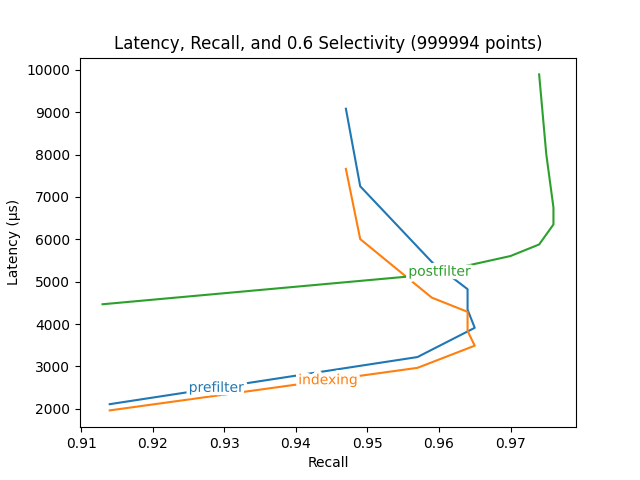 Latency, Recall, and 0.6 Selectivity (999994 points)
10000
9000
8000
7000
6000
5000
4000
3000
2000
Latency (μs)
postfilter
prefilter
indexing
0.91 0.92 0.93 0.94 0.95 0.96 0.97
Recall